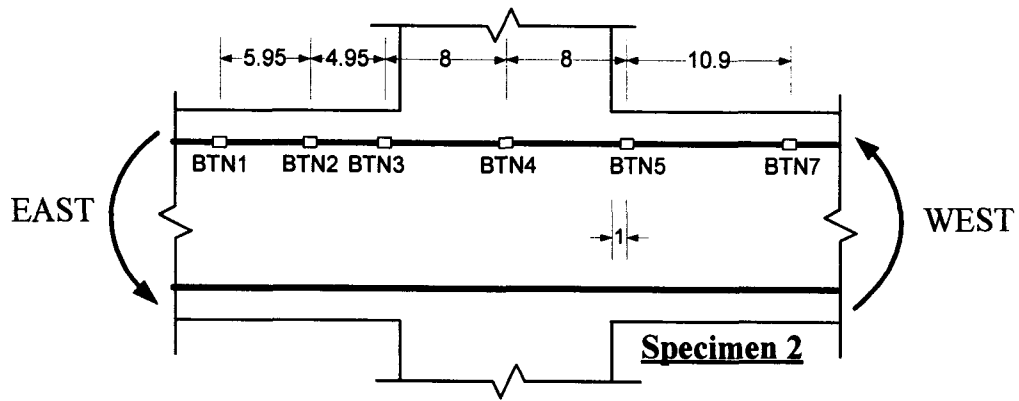 5.95 4.95 8 8 10.9
BTN1 BTN2 BTN3 BTN4 BTN5 BTN7
EAST WEST
1
Specimen 2